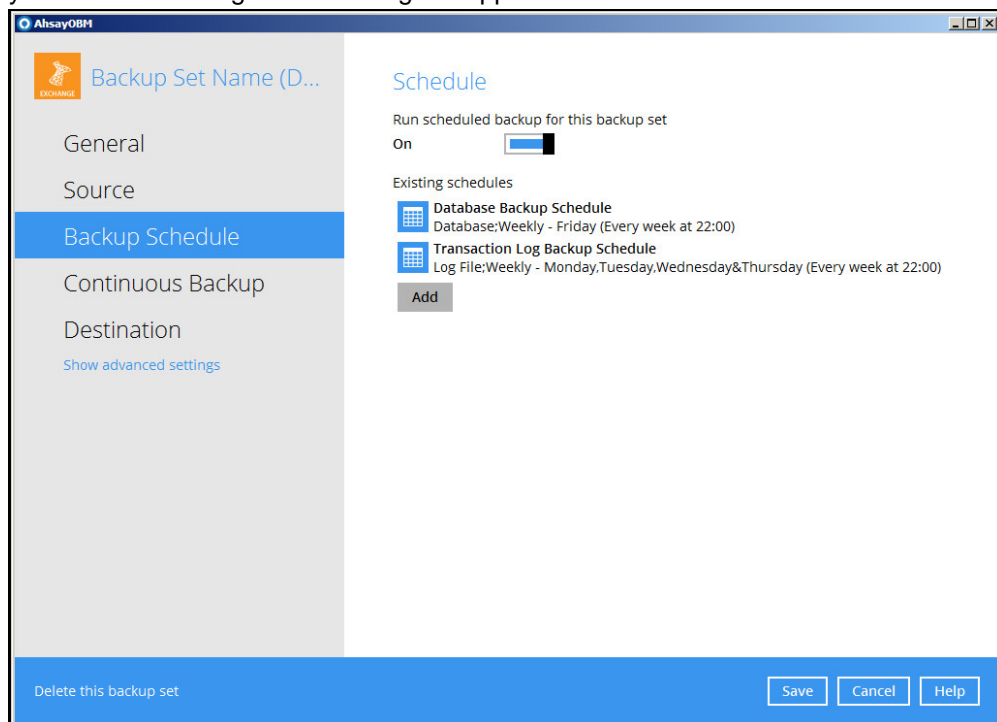 AhsayOBM
EXCHANGE
Backup Set Name (D...
General
Source
Backup Schedule
Continuous Backup
Destination
Show advanced settings
Schedule
Run scheduled backup for this backup set
On
Existing schedules
Database Backup Schedule
Database;Weekly - Friday (Every week at 22:00)
Transaction Log Backup Schedule
Log File;Weekly - Monday,Tuesday,Wednesday&Thursday (Every week at 22:00)
Add
Delete this backup set
Save Cancel Help